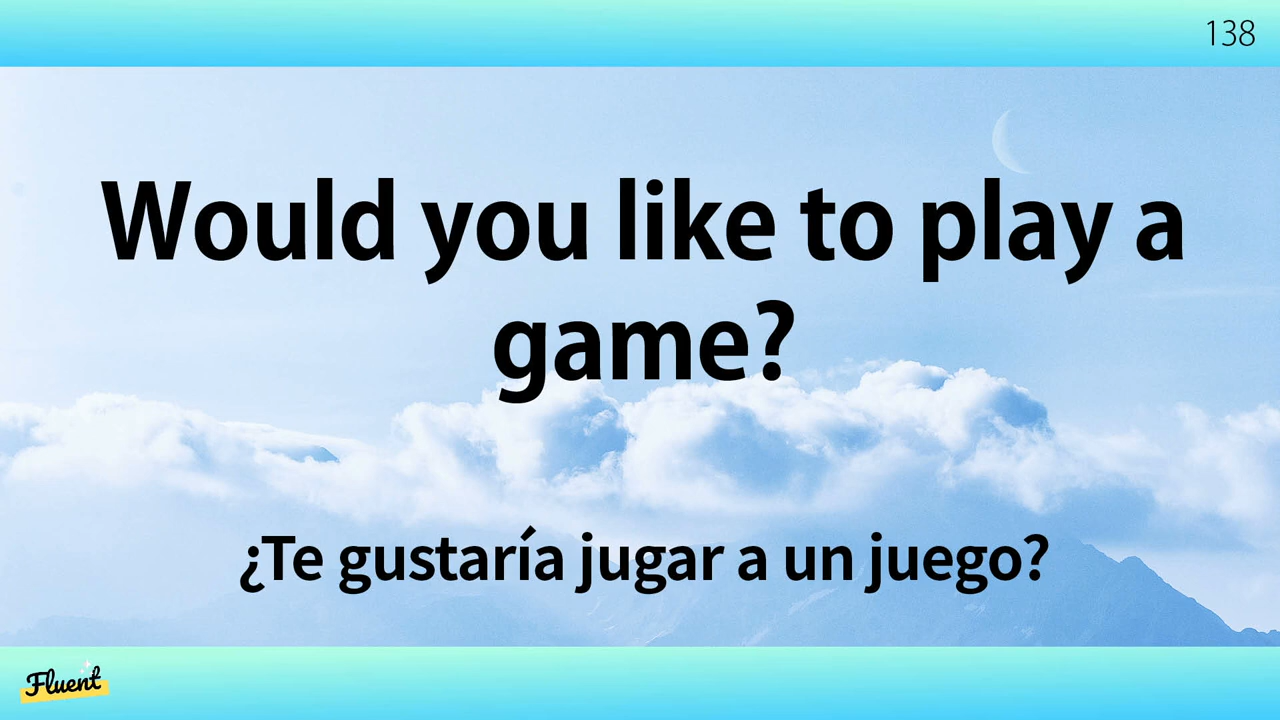 138
Would you like to play a
game?
¿Te gustaría jugar a un juego?
Fluent